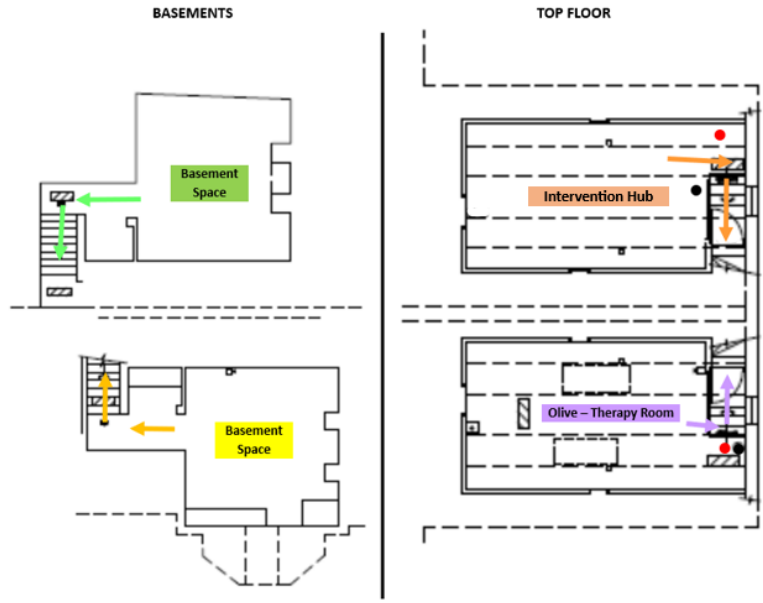 BASEMENTS
TOP FLOOR
Basement
Space
Intervention Hub
Basement
Space
Olive – Therapy Room